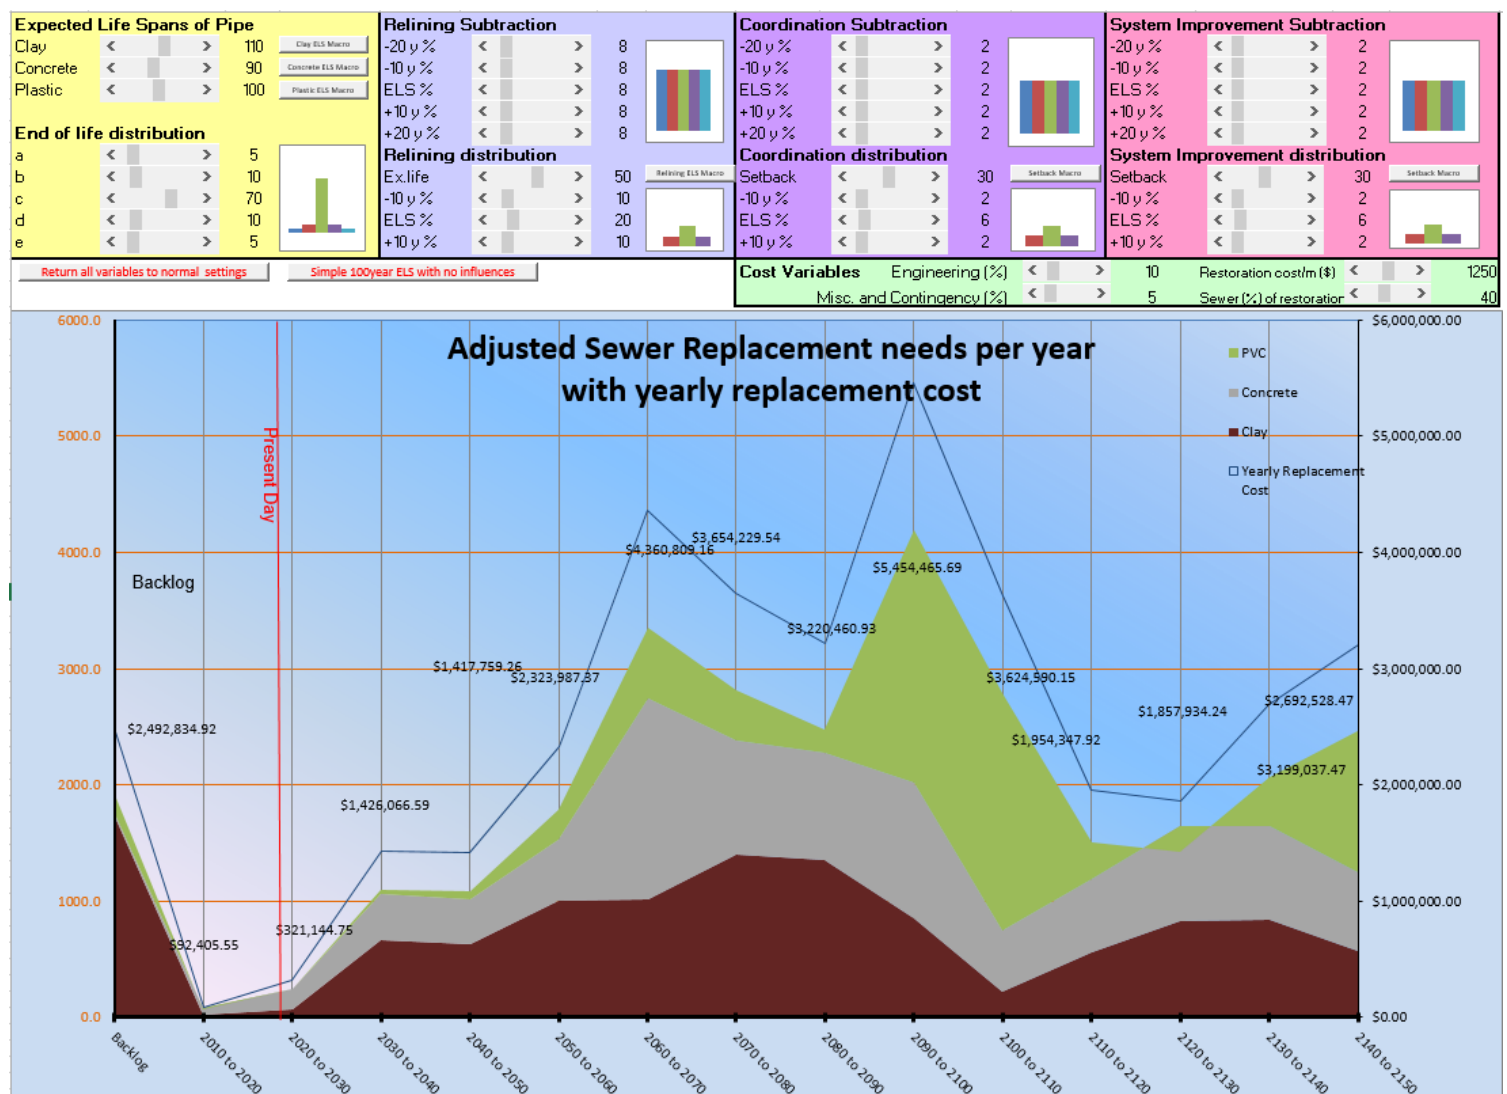 Expected Life Spans of Pipe
Clay < > 110 Clay ELS Macro
Concrete < > 90 Concrete ELS Macro
Plastic < > 100 Plastic ELS Macro
End of life distribution
a < > 5
b < > 10
c < > 70
d < > 10
e < > 5
Relining Subtraction
-20 y % < > 8
-10 y % < > 8
ELS % < > 8
+10 y % < > 8
+20 y % < > 8
Relining distribution
Ex.life < > 50 Relining ELS Macro
-10 y % < > 10
ELS % < > 20
+10 y % < > 10
Coordination Subtraction
-20 y % < > 2
-10 y % < > 2
ELS % < > 2
+10 y % < > 2
+20 y % < > 2
Coordination distribution
Setback < > 30 Setback Macro
-10 y % < > 2
ELS % < > 6
+10 y % < > 2
System Improvement Subtraction
-20 y % < > 2
-10 y % < > 2
ELS % < > 2
+10 y % < > 2
+20 y % < > 2
System Improvement distribution
Setback < > 30 Setback Macro
-10 y % < > 2
ELS % < > 6
+10 y % < > 2
Return all variables to normal settings
Simple 100year ELS with no influences
Cost Variables Engineering (%) < > 10 Restoration cost/m ($) < > 1250
Misc. and Contingency (%) < > 5 Sewer (%) of restoration < > 40
Adjusted Sewer Replacement needs per year
with yearly replacement cost
6000.0
5000.0
4000.0
3000.0
2000.0
1000.0
0.0
$6,000,000.00
$5,000,000.00
$4,000,000.00
$3,000,000.00
$2,000,000.00
$1,000,000.00
$0.00
PVC
Concrete
Clay
Yearly Replacement
Cost
Present Day
Backlog
$2,492,834.92
$92,405.55
$321,144.75
$1,426,066.59
$1,417,759.26
$2,323,987.37
$4,360,809.16
$3,654,229.54
$3,220,460.93
$5,454,465.69
$3,624,590.15
$1,954,347.92
$1,857,934.24
$2,692,528.47
$3,199,037.47
Backlog
2010 to 2020
2020 to 2030
2030 to 2040
2040 to 2050
2050 to 2060
2060 to 2070
2070 to 2080
2080 to 2090
2090 to 2100
2100 to 2110
2110 to 2120
2120 to 2130
2130 to 2140
2140 to 2150